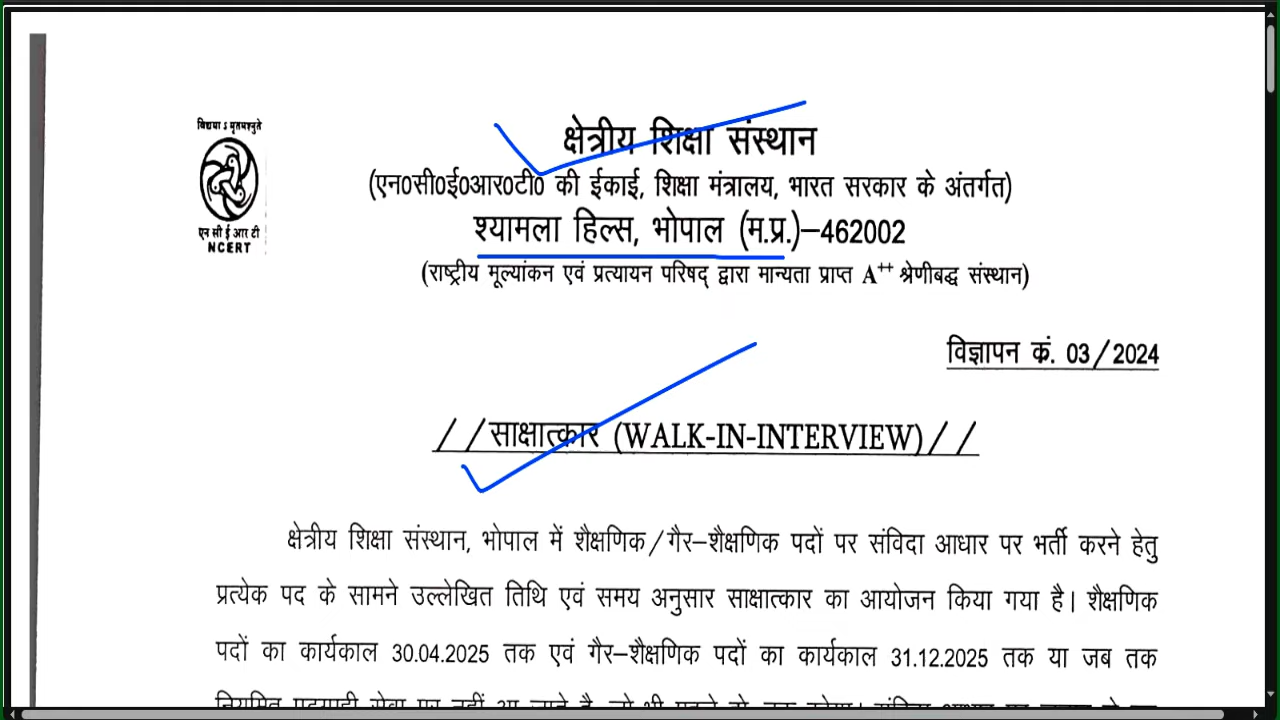 विद्यया ऽ मृतमश्नुते
एन सी ई आर टी
NCERT
क्षेत्रीय शिक्षा संस्थान
(एन0सी0ई0आर0टी0 की ईकाई, शिक्षा मंत्रालय, भारत सरकार के अंतर्गत)
श्यामला हिल्स, भोपाल (म.प्र.)–462002
(राष्ट्रीय मूल्यांकन एवं प्रत्यायन परिषद् द्वारा मान्यता प्राप्त A++ श्रेणीबद्ध संस्थान)
विज्ञापन कं. 03/2024
//साक्षात्कार (WALK-IN-INTERVIEW)//
क्षेत्रीय शिक्षा संस्थान, भोपाल में शैक्षणिक/गैर–शैक्षणिक पदों पर संविदा आधार पर भर्ती करने हेतु
प्रत्येक पद के सामने उल्लेखित तिथि एवं समय अनुसार साक्षात्कार का आयोजन किया गया है। शैक्षणिक
पदों का कार्यकाल 30.04.2025 तक एवं गैर–शैक्षणिक पदों का कार्यकाल 31.12.2025 तक या जब तक